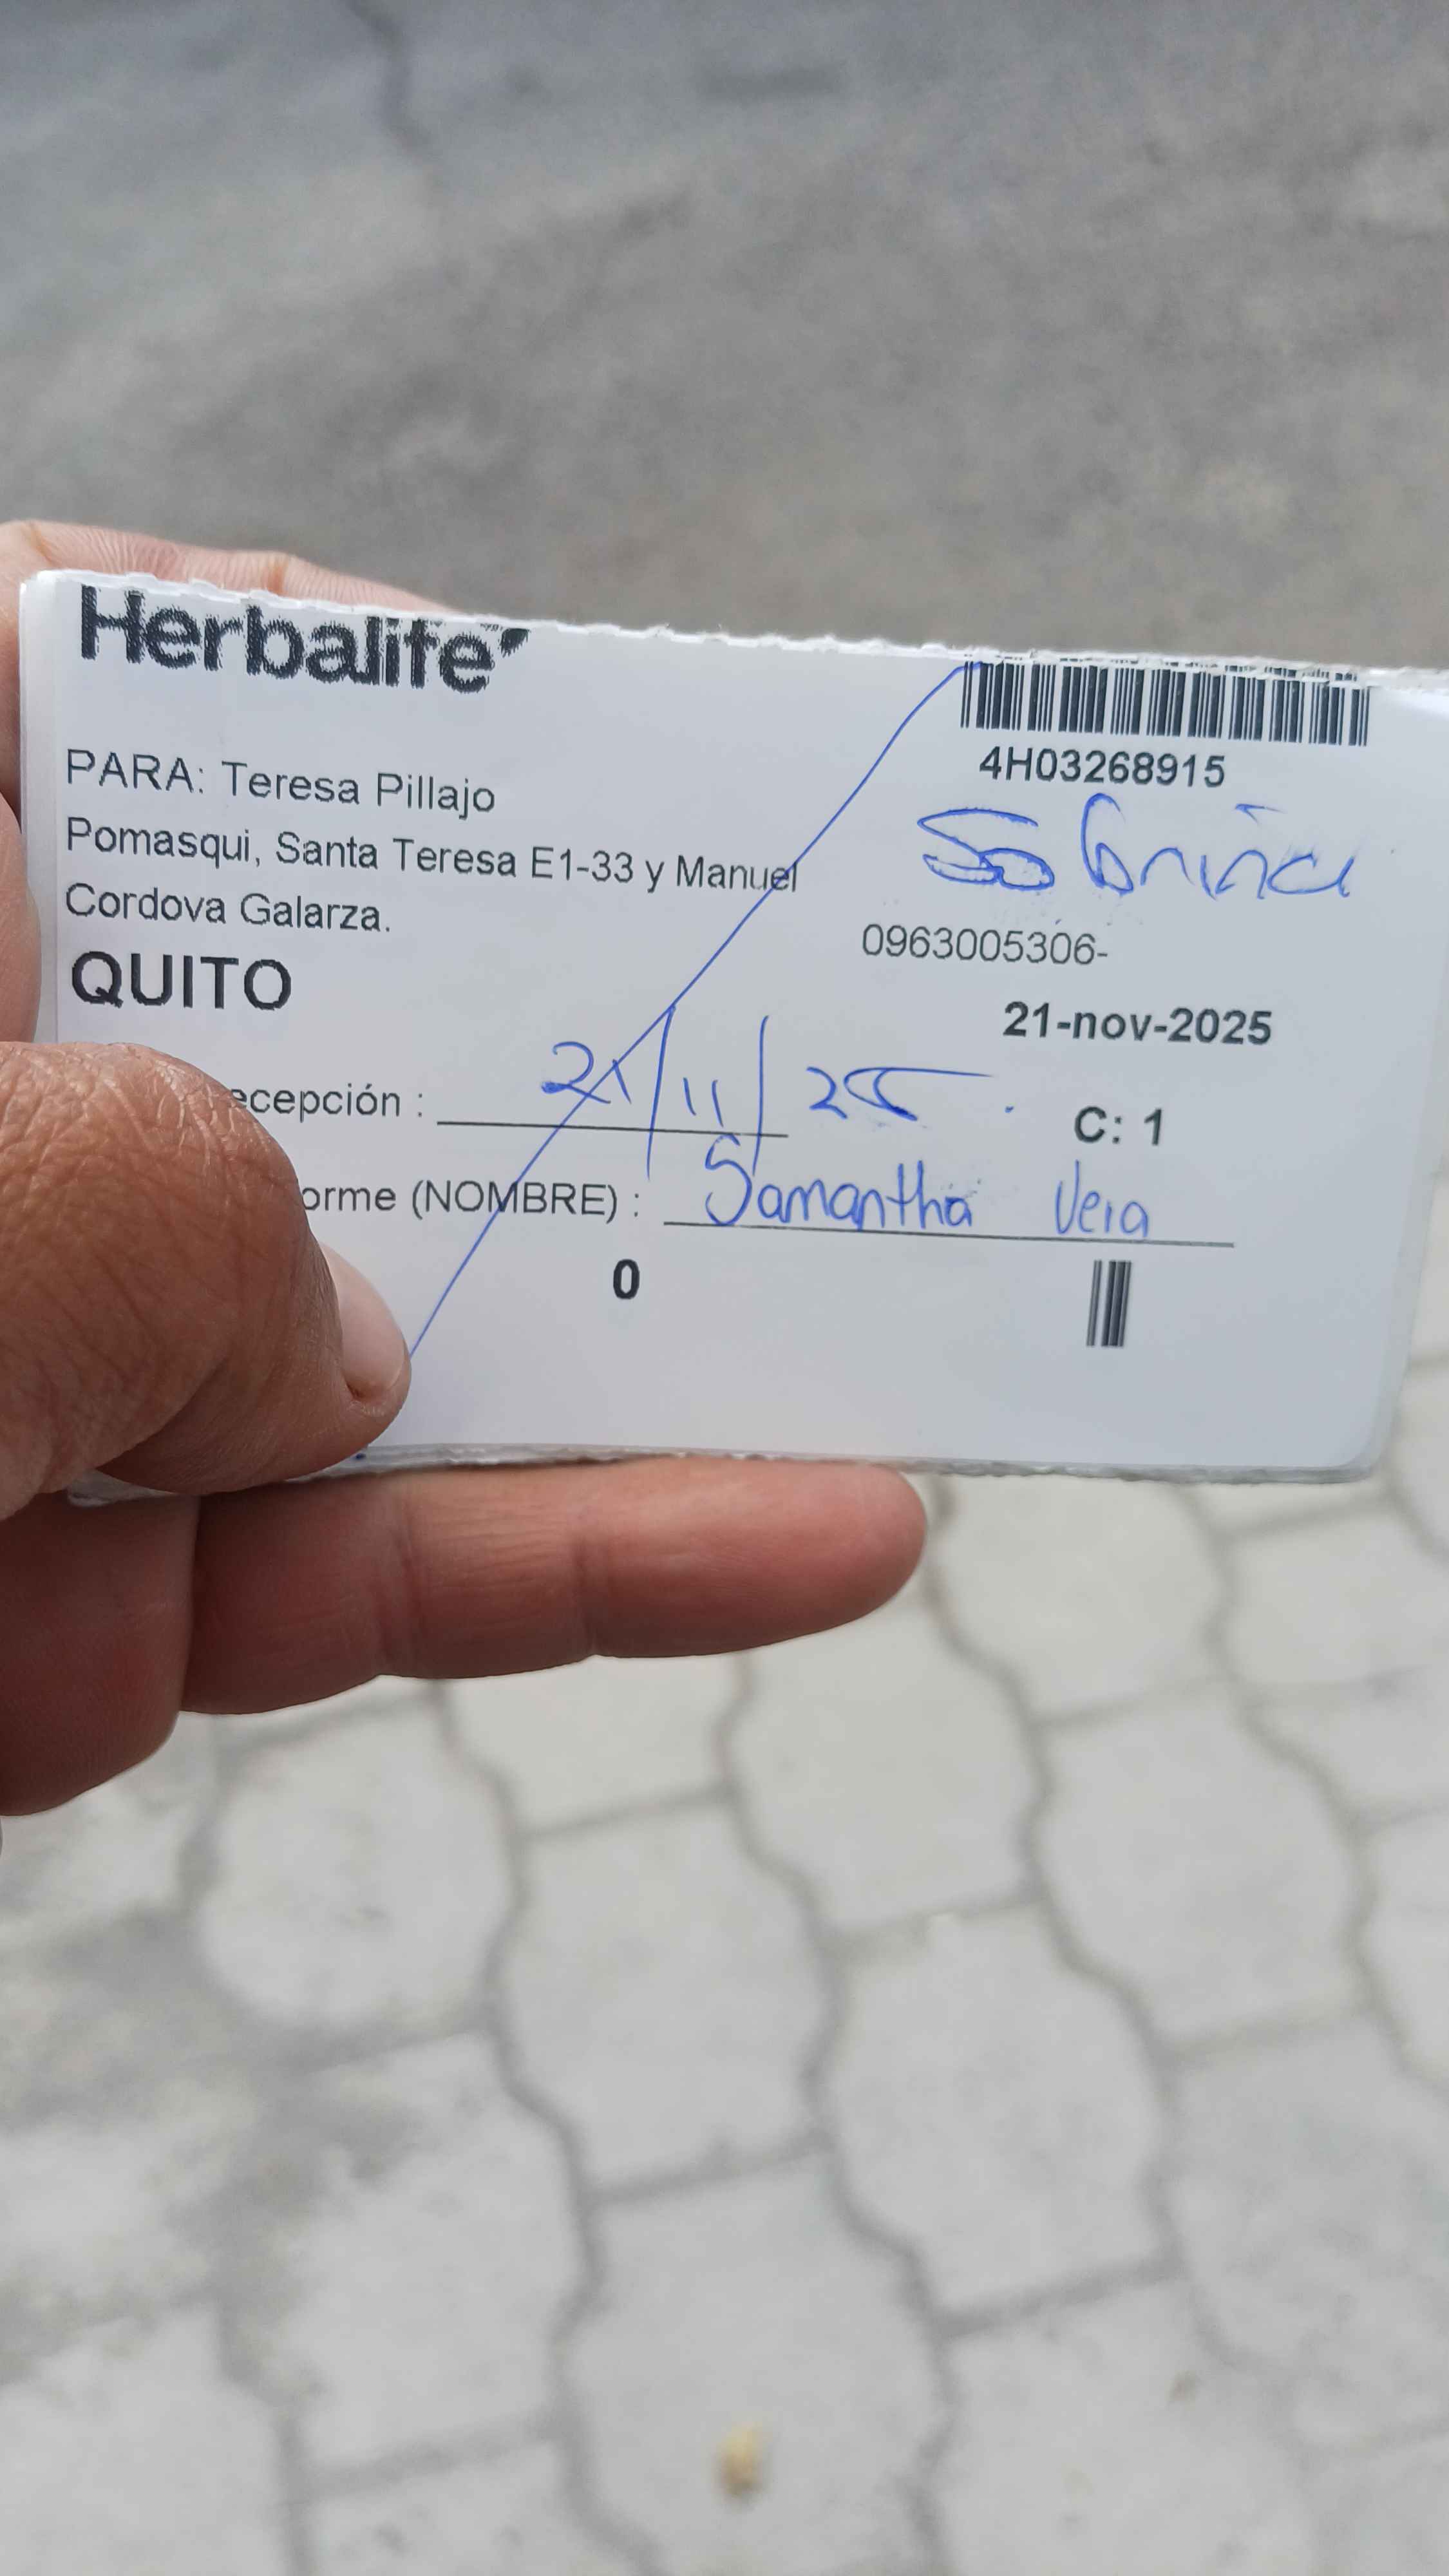 Herbalife
4H03268915
PARA: Teresa Pillajo
Sobrina
Pomasqui, Santa Teresa E1-33 y Manuel
Cordova Galarza.
0963005306-
QUITO
21-nov-2025
ecepción : 21/11/25
C: 1
orme (NOMBRE) : Samantha Vera
0